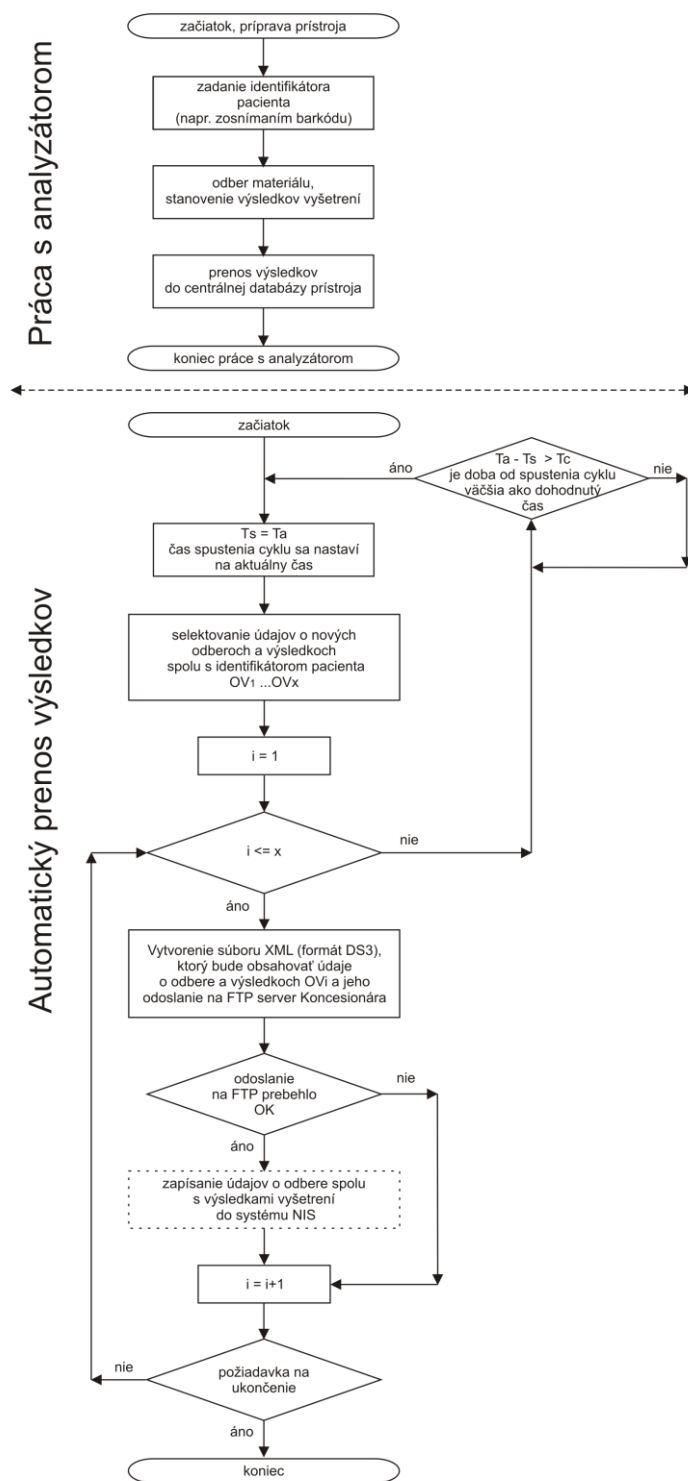 Práca s analyzátorom
začiatok, príprava prístroja
zadanie identifikátora
pacienta
(napr. zosnímaním barkódu)
odber materiálu,
stanovenie výsledkov vyšetrení
prenos výsledkov
do centrálnej databázy prístroja
koniec práce s analyzátorom
Automatický prenos výsledkov
začiatok
áno
Ta - Ts > Tc
je doba od spustenia cyklu
väčšia ako dohodnutý
čas
nie
Ts = Ta
čas spustenia cyklu sa nastaví
na aktuálny čas
selektovanie údajov o nových
odberoch a výsledkoch
spolu s identifikátorom pacienta
OV1 ...OVx
i = 1
i <= x
nie
áno
Vytvorenie súboru XML (formát DS3),
ktorý bude obsahovať údaje
o odbere a výsledkoch OVi a jeho
odoslanie na FTP server Koncesionára
odoslanie
na FTP prebehlo
OK
nie
áno
zapísanie údajov o odbere spolu
s výsledkami vyšetrení
do systému NIS
i = i+1
nie
požiadavka na
ukončenie
áno
koniec